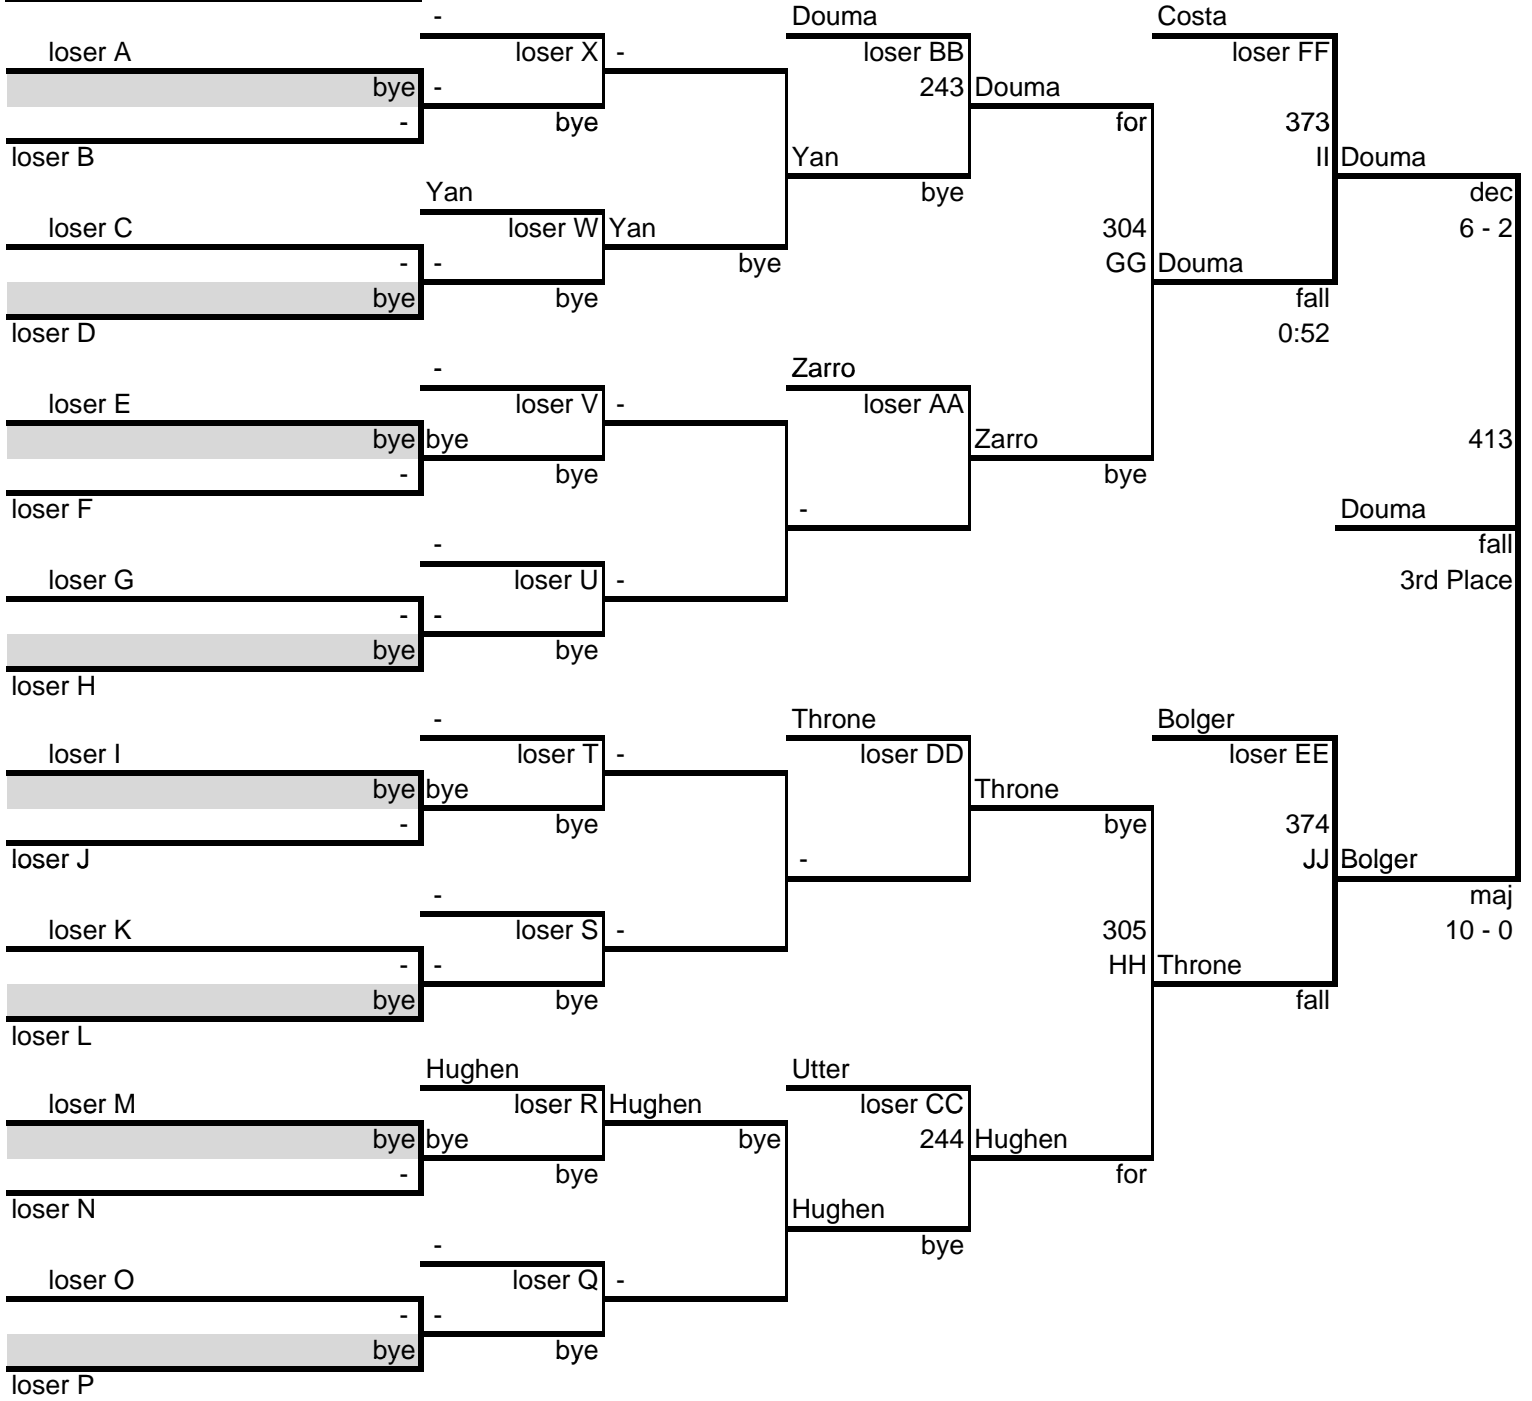 - Douma Costa
loser A loser X - loser BB loser FF
bye - 243 Douma
- bye for 373
loser B Yan II Douma
Yan bye dec
loser C loser W Yan 304 6 - 2
- - bye GG Douma
bye bye fall
loser D 0:52
- Zarro
loser E loser V - loser AA
bye bye Zarro 413
- bye bye
loser F - Douma
- fall
loser G loser U - 3rd Place
- -
bye bye
loser H
- Throne Bolger
loser I loser T - loser DD loser EE
bye bye Throne
- bye bye 374
loser J - JJ Bolger
- maj
loser K loser S - 305 10 - 0
- - HH Throne
bye bye fall
loser L
Hughen Utter
loser M loser R Hughen loser CC
bye bye bye 244 Hughen
- bye for
loser N Hughen
- bye
loser O loser Q -
- -
bye bye
loser P